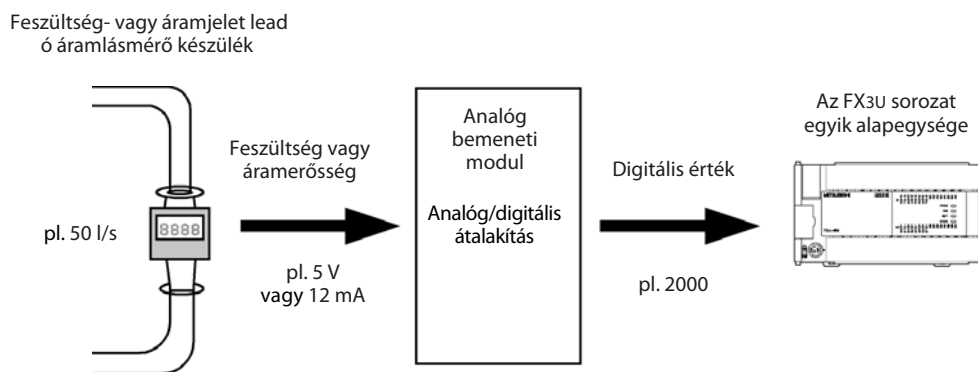 Feszültség- vagy áramjelet lead
ó áramlásmérő készülék
pl. 50 l/s
8888
Feszültség vagy
áramerősség
pl. 5 V
vagy 12 mA
Analóg
bemeneti
modul
Analóg/digitális
átalakítás
Digitális érték
pl. 2000
Az FX3U sorozat
egyik alapegysége
MITSUBISHI